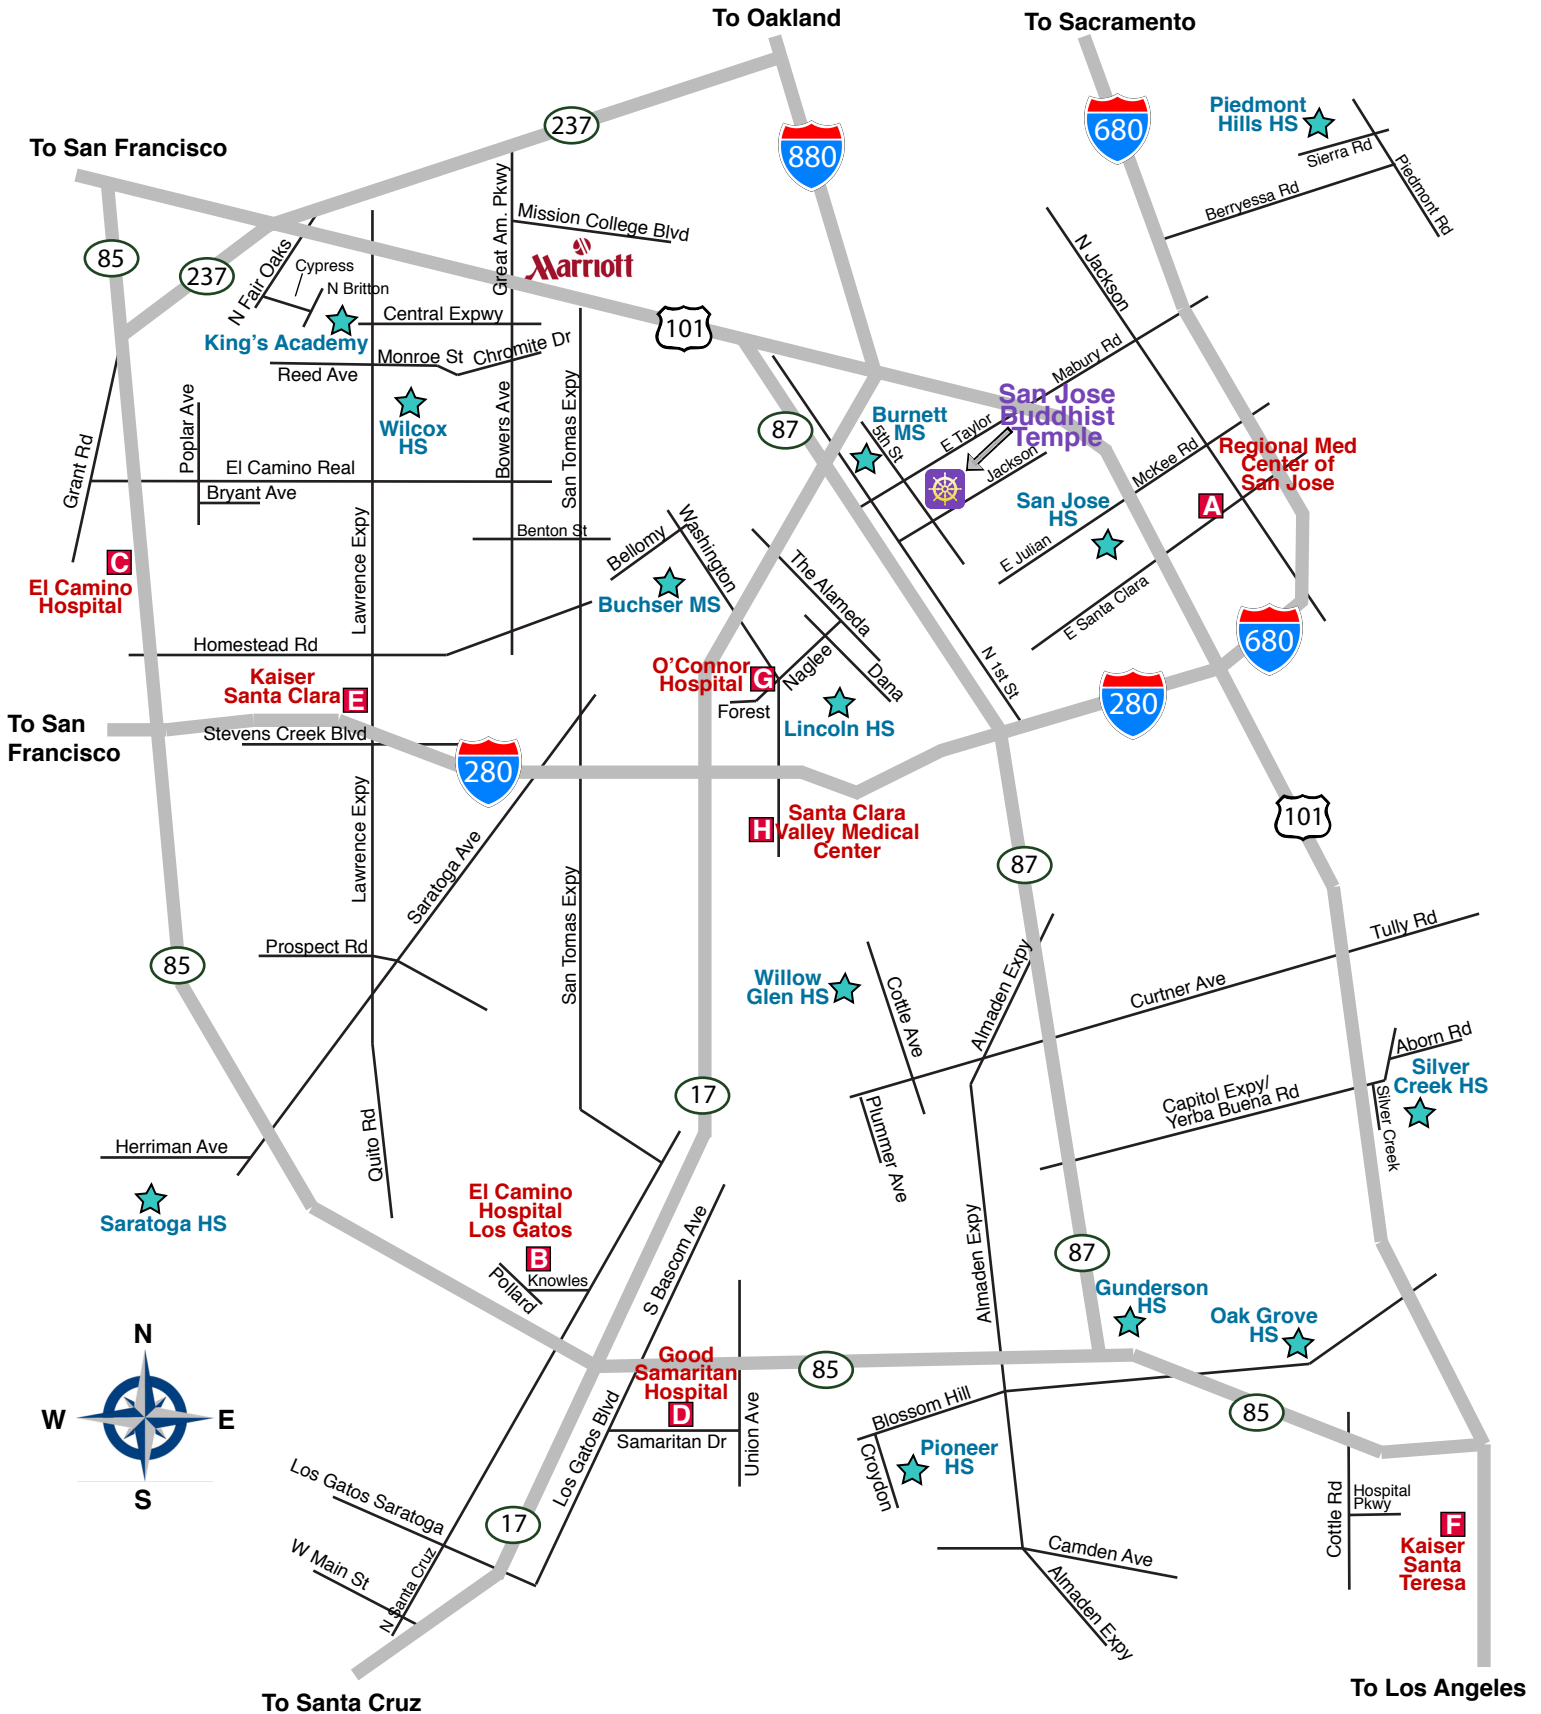 To Oakland
To Sacramento
To San Francisco
237
880
680
Piedmont
Hills HS
Sierra Rd
Piedmont Rd
Berryessa Rd
Great Am. Pkwy
Mission College Blvd
Marriott
85
237
N Fair Oaks
Cypress
N Britton
King's Academy
Central Expwy
Monroe St
Chromite Dr
Reed Ave
101
N Jackson
Mabury Rd
San Jose
Buddhist
Temple
Burnett
MS
87
5th St
E Taylor
Jackson
Wilcox
HS
Poplar Ave
Bowers Ave
San Tomas Expy
Grant Rd
El Camino Real
Bryant Ave
McKee Rd
Regional Med
Center of
San Jose
A
San Jose
HS
E Julian
E Santa Clara
Lawrence Expy
Benton St
Bellomy
Washington
The Alameda
Buchser MS
C
El Camino
Hospital
Homestead Rd
Kaiser
Santa Clara
E
O'Connor
Hospital
G
Naglee
Dana
Forest
Lincoln HS
N 1st St
680
280
To San
Francisco
Stevens Creek Blvd
280
Lawrence Expy
Saratoga Ave
San Tomas Expy
H
Santa Clara
Valley Medical
Center
101
87
Prospect Rd
85
Willow
Glen HS
Cottle Ave
Almaden Expy
Tully Rd
Curtner Ave
Aborn Rd
Silver
Creek HS
Capitol Expy/
Yerba Buena Rd
Silver Creek
Plummer Ave
17
Herriman Ave
Quito Rd
Saratoga HS
El Camino
Hospital
Los Gatos
B
Knowles
Pollard
S Bascom Ave
Almaden Expy
87
Gunderson
HS
Oak Grove
HS
N
W
E
S
Good
Samaritan
Hospital
D
Samaritan Dr
Union Ave
85
85
Los Gatos Blvd
Blossom Hill
Croydon
Pioneer
HS
Los Gatos Saratoga
W Main St
N Santa Cruz
17
Camden Ave
Almaden Expy
Cottle Rd
Hospital
Pkwy
F
Kaiser
Santa
Teresa
To Santa Cruz
To Los Angeles